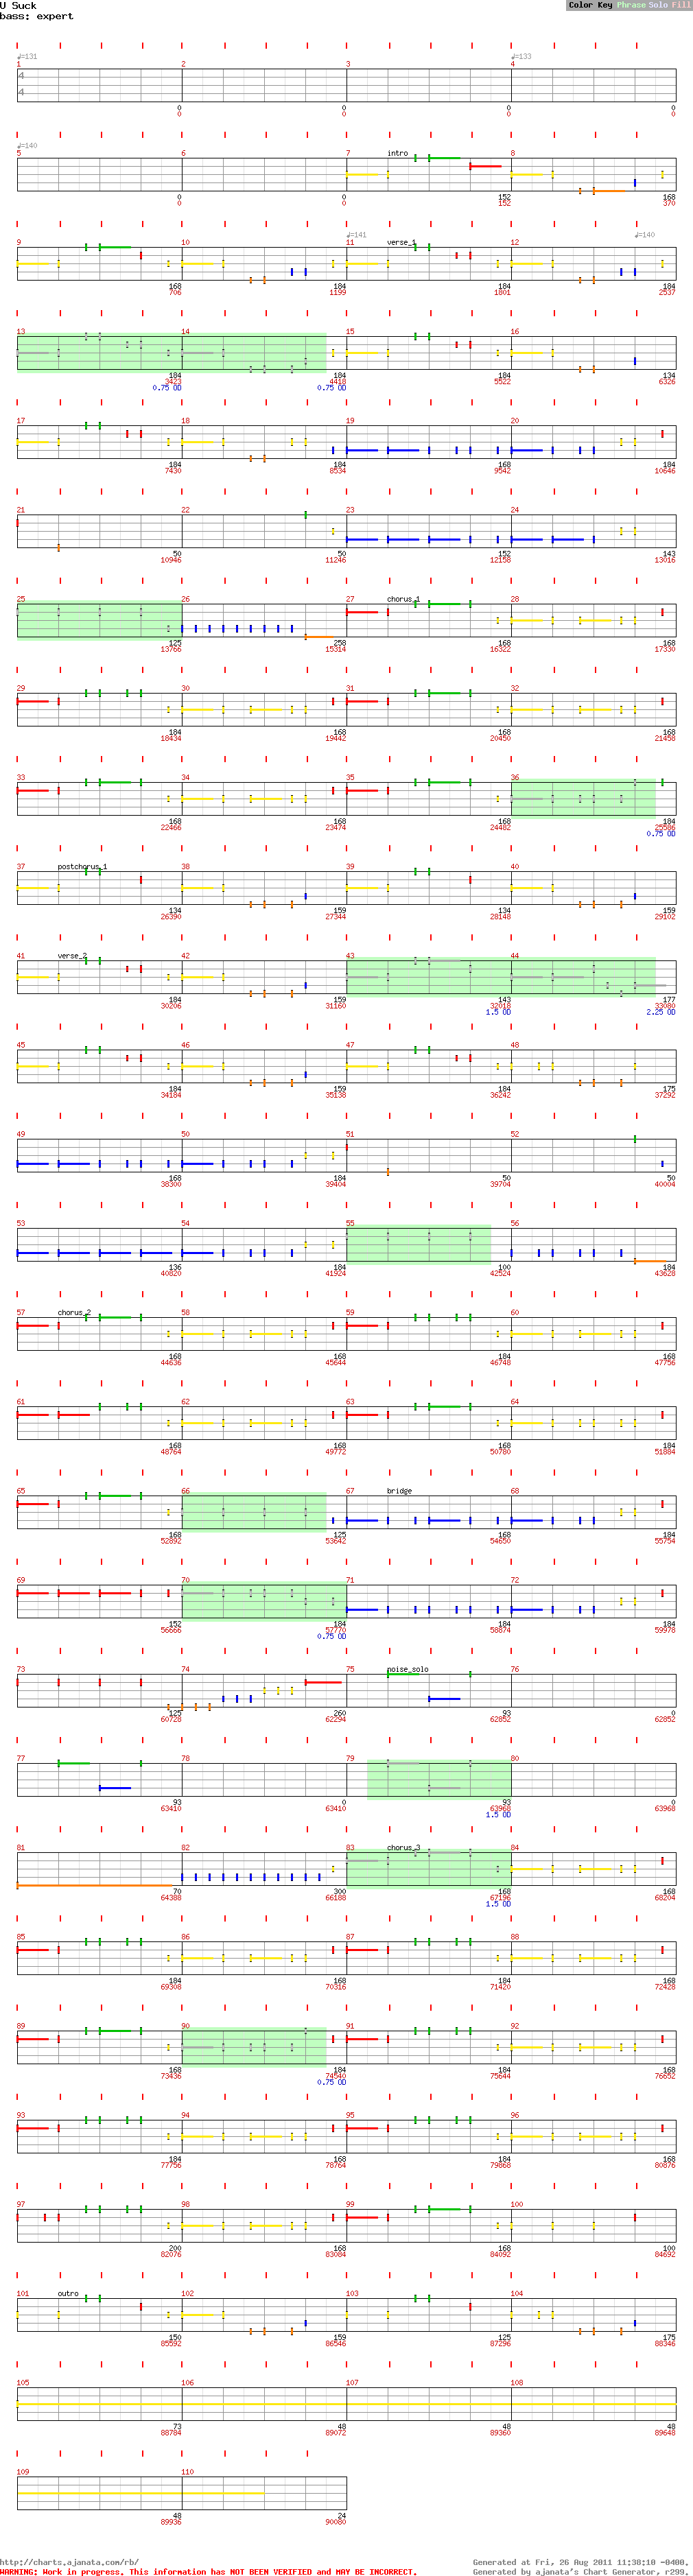 U Suck
bass: expert
Color Key Phrase Solo Fill
♩=131 ♩=133
1 2 3 4
4
4
0 0 0 0
0 0 0 0
♩=140
5 6 7 intro 8
0 0 152 168
0 0 152 370
♩=141 ♩=140
9 10 11 verse_1 12
168 184 184 184
706 1199 1801 2537
13 14 15 16
184 184 184 134
3423 4418 5522 6326
0.75 OD 0.75 OD
17 18 19 20
184 184 168 184
7430 8534 9542 10646
21 22 23 24
50 50 152 143
10946 11246 12158 13016
25 26 27 chorus_1 28
125 258 168 168
13766 15314 16322 17330
29 30 31 32
184 168 168 168
18434 19442 20450 21458
33 34 35 36
168 168 168 184
22466 23474 24482 25586
0.75 OD
37 postchorus_1 38 39 40
134 159 134 159
26390 27344 28148 29102
41 verse_2 42 43 44
184 159 143 177
30206 31160 32018 33080
1.5 OD 2.25 OD
45 46 47 48
184 159 184 175
34184 35138 36242 37292
49 50 51 52
168 184 50 50
38300 39404 39704 40004
53 54 55 56
136 184 100 184
40820 41924 42524 43628
57 chorus_2 58 59 60
168 168 184 168
44636 45644 46748 47756
61 62 63 64
168 168 168 184
48764 49772 50780 51884
65 66 67 bridge 68
168 125 168 184
52892 53642 54650 55754
69 70 71 72
152 184 184 184
56666 57770 58874 59978
0.75 OD
73 74 75 noise_solo 76
125 260 93 0
60728 62294 62852 62852
77 78 79 80
93 0 93 0
63410 63410 63968 63968
1.5 OD
81 82 83 chorus_3 84
70 300 168 168
64388 66188 67196 68204
1.5 OD
85 86 87 88
184 168 184 168
69308 70316 71420 72428
89 90 91 92
168 184 184 168
73436 74540 75644 76652
0.75 OD
93 94 95 96
184 168 184 168
77756 78764 79868 80876
97 98 99 100
200 168 168 100
82076 83084 84092 84692
101 outro 102 103 104
150 159 125 175
85592 86546 87296 88346
105 106 107 108
73 48 48 48
88784 89072 89360 89648
109 110
48 24
89936 90080
http://charts.ajanata.com/rb/ Generated at Fri, 26 Aug 2011 11:38:10 -0400.
WARNING: Work in progress. This information has NOT BEEN VERIFIED and MAY BE INCORRECT. Generated by ajanata's Chart Generator, r299.